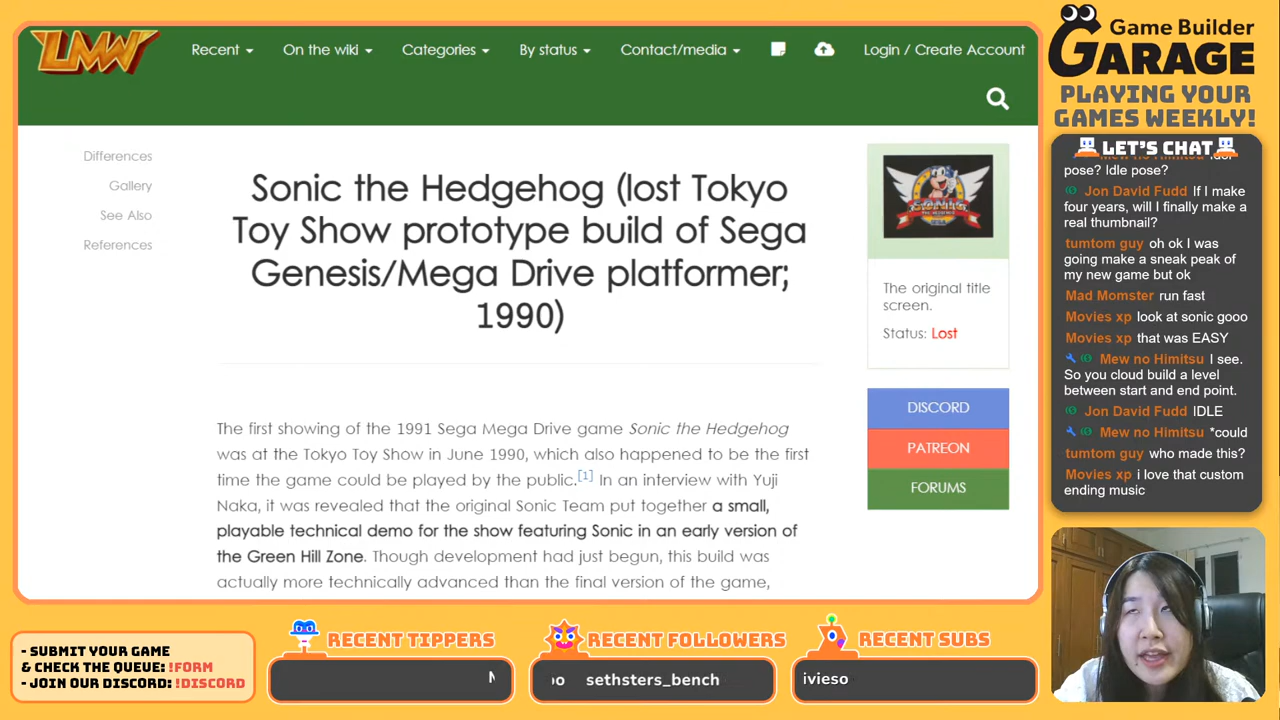 LMW
Recent
On the wiki
Categories
By status
Contact/media
Login / Create Account
Differences
Gallery
See Also
References
Sonic the Hedgehog (lost Tokyo
Toy Show prototype build of Sega
Genesis/Mega Drive platformer;
1990)
The first showing of the 1991 Sega Mega Drive game Sonic the Hedgehog
was at the Tokyo Toy Show in June 1990, which also happened to be the first
time the game could be played by the public.[1] In an interview with Yuji
Naka, it was revealed that the original Sonic Team put together a small,
playable technical demo for the show featuring Sonic in an early version of
the Green Hill Zone. Though development had just begun, this build was
actually more technically advanced than the final version of the game,
SONIC
The original title
screen.
Status: Lost
DISCORD
PATREON
FORUMS
Game Builder
GARAGE
PLAYING YOUR
GAMES WEEKLY!
LET'S CHAT
pose? Idle pose?
Jon David Fudd If I make
four years, will I finally make a
real thumbnail?
tumtom guy oh ok I was
going make a sneak peak of
my new game but ok
Mad Momster run fast
Movies xp look at sonic gooo
Movies xp that was EASY
Mew no Himitsu I see.
So you cloud build a level
between start and end point.
Jon David Fudd IDLE
Mew no Himitsu *could
tumtom guy who made this?
Movies xp i love that custom
ending music
- SUBMIT YOUR GAME
& CHECK THE QUEUE: !FORM
- JOIN OUR DISCORD: !DISCORD
RECENT TIPPERS
RECENT FOLLOWERS
sethsters_bench
RECENT SUBS
ivieso